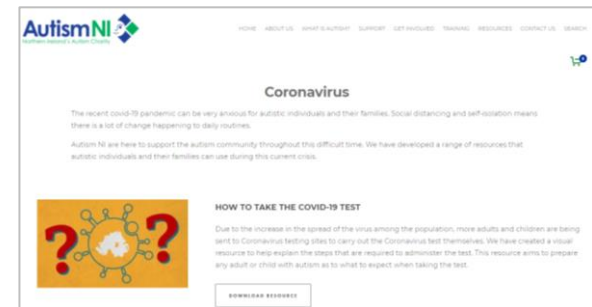 Autism NI
Northern Ireland's Autism Charity
HOME ABOUT US WHAT IS AUTISM? SUPPORT GET INVOLVED TRAINING RESOURCES CONTACT US SEARCH
0
Coronavirus
The recent covid-19 pandemic can be very anxious for autistic individuals and their families. Social distancing and self-isolation means
there is a lot of change happening to daily routines.
Autism NI are here to support the autism community throughout this difficult time. We have developed a range of resources that
autistic individuals and their families can use during this current crisis.
? ?
HOW TO TAKE THE COVID-19 TEST
Due to the increase in the spread of the virus among the population, more adults and children are being
sent to Coronavirus testing sites to carry out the Coronavirus test themselves. We have created a visual
resource to help explain the steps that are required to administer the test. This resource aims to prepare
any adult or child with autism as to what to expect when taking the test.
DOWNLOAD RESOURCE